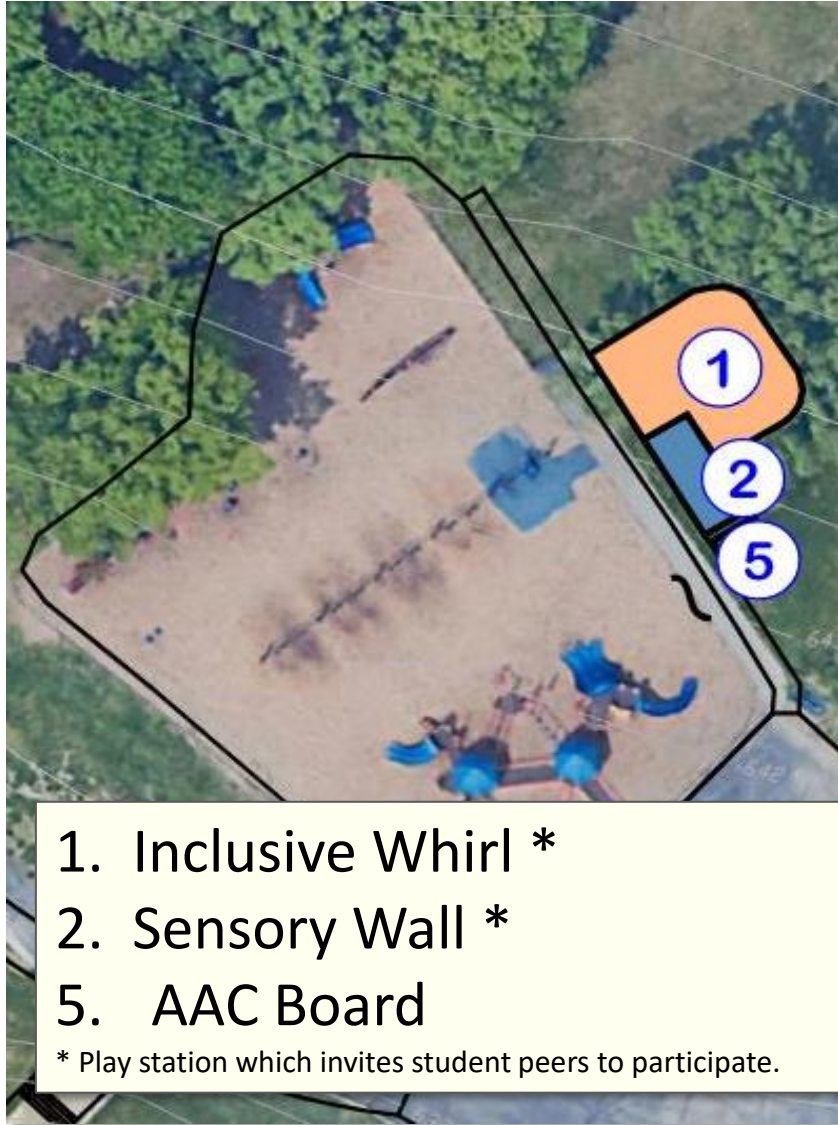 1
2
5
642
1. Inclusive Whirl *
2. Sensory Wall *
5. AAC Board
* Play station which invites student peers to participate.